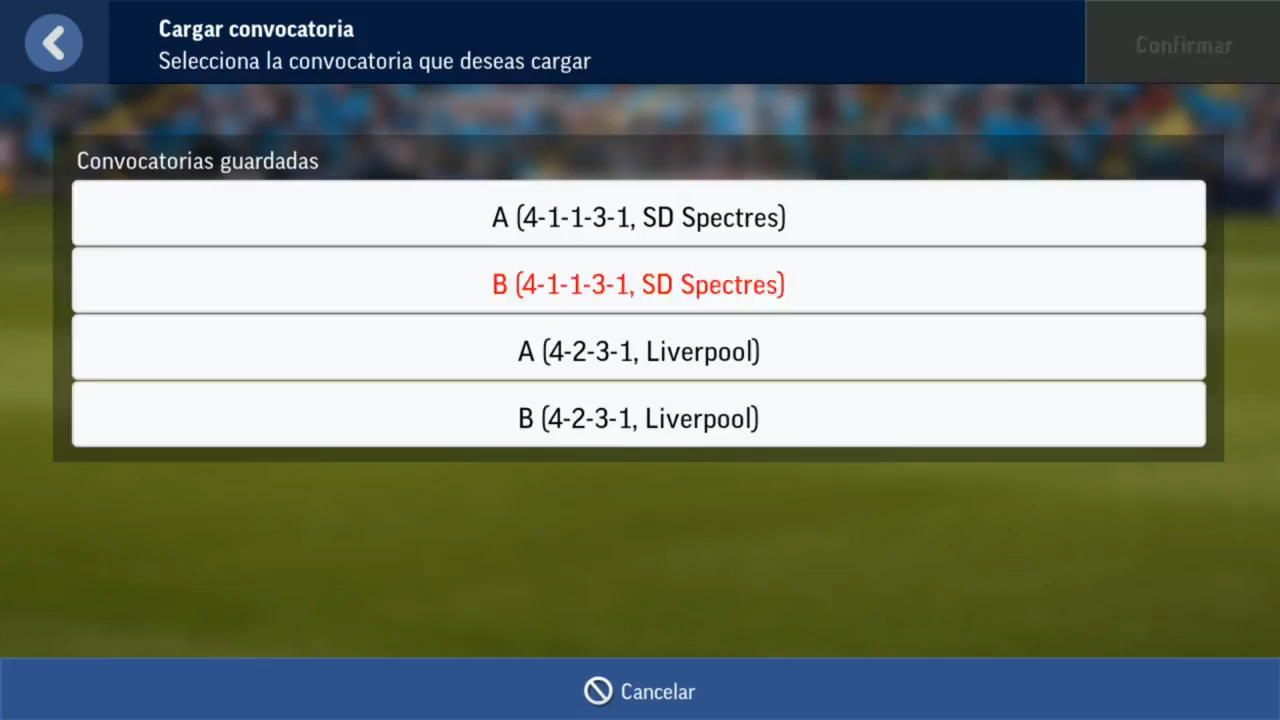 Cargar convocatoria
Selecciona la convocatoria que deseas cargar
Confirmar
Convocatorias guardadas
A (4-1-1-3-1, SD Spectres)
B (4-1-1-3-1, SD Spectres)
A (4-2-3-1, Liverpool)
B (4-2-3-1, Liverpool)
Cancelar